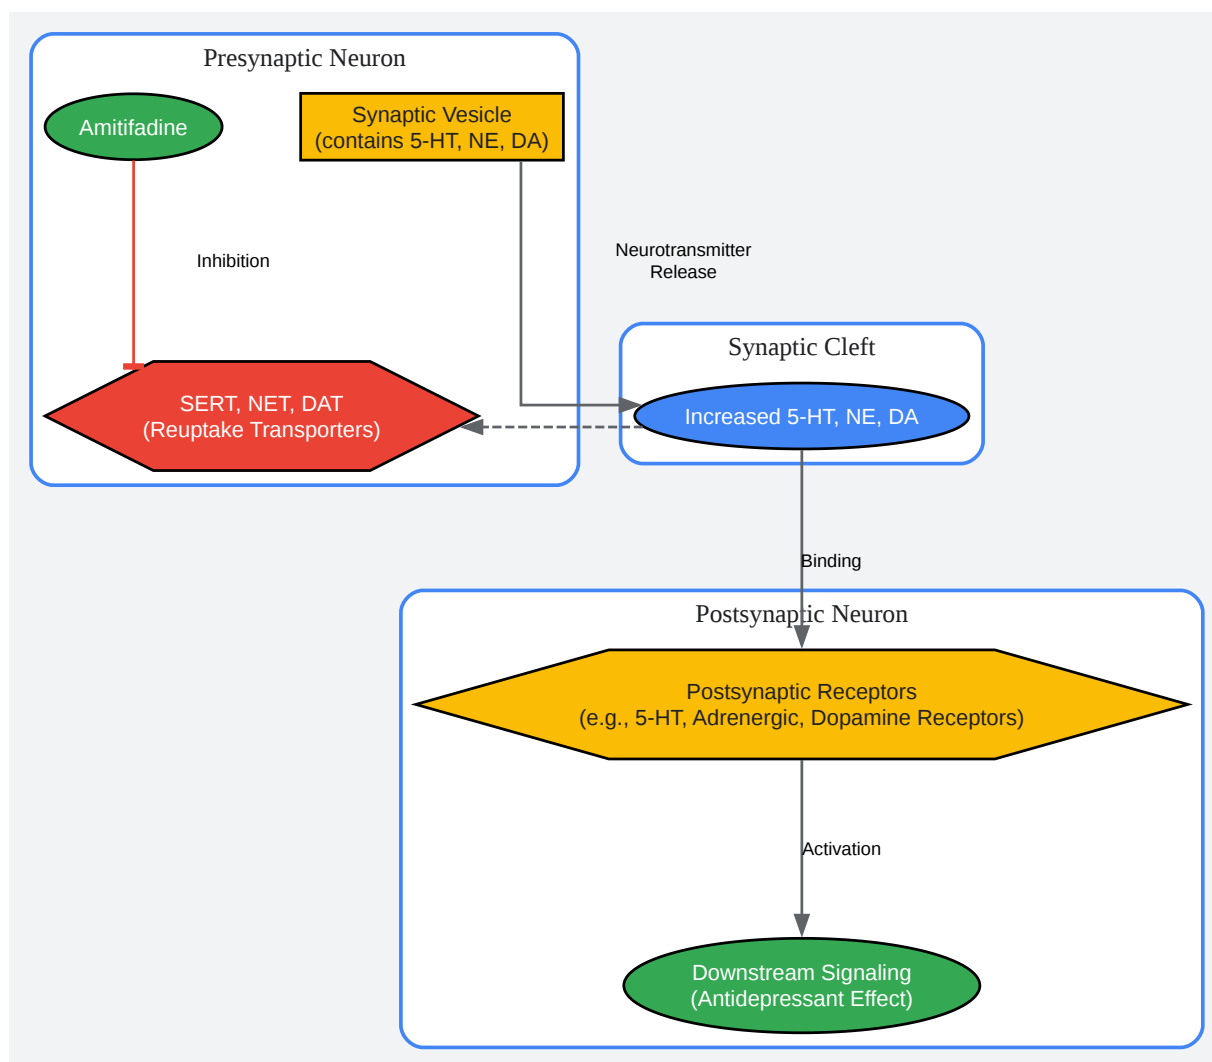 Presynaptic Neuron
Amitifadine
Synaptic Vesicle
(contains 5-HT, NE, DA)
Inhibition
Neurotransmitter
Release
SERT, NET, DAT
(Reuptake Transporters)
Synaptic Cleft
Increased 5-HT, NE, DA
Binding
Postsynaptic Neuron
Postsynaptic Receptors
(e.g., 5-HT, Adrenergic, Dopamine Receptors)
Activation
Downstream Signaling
(Antidepressant Effect)